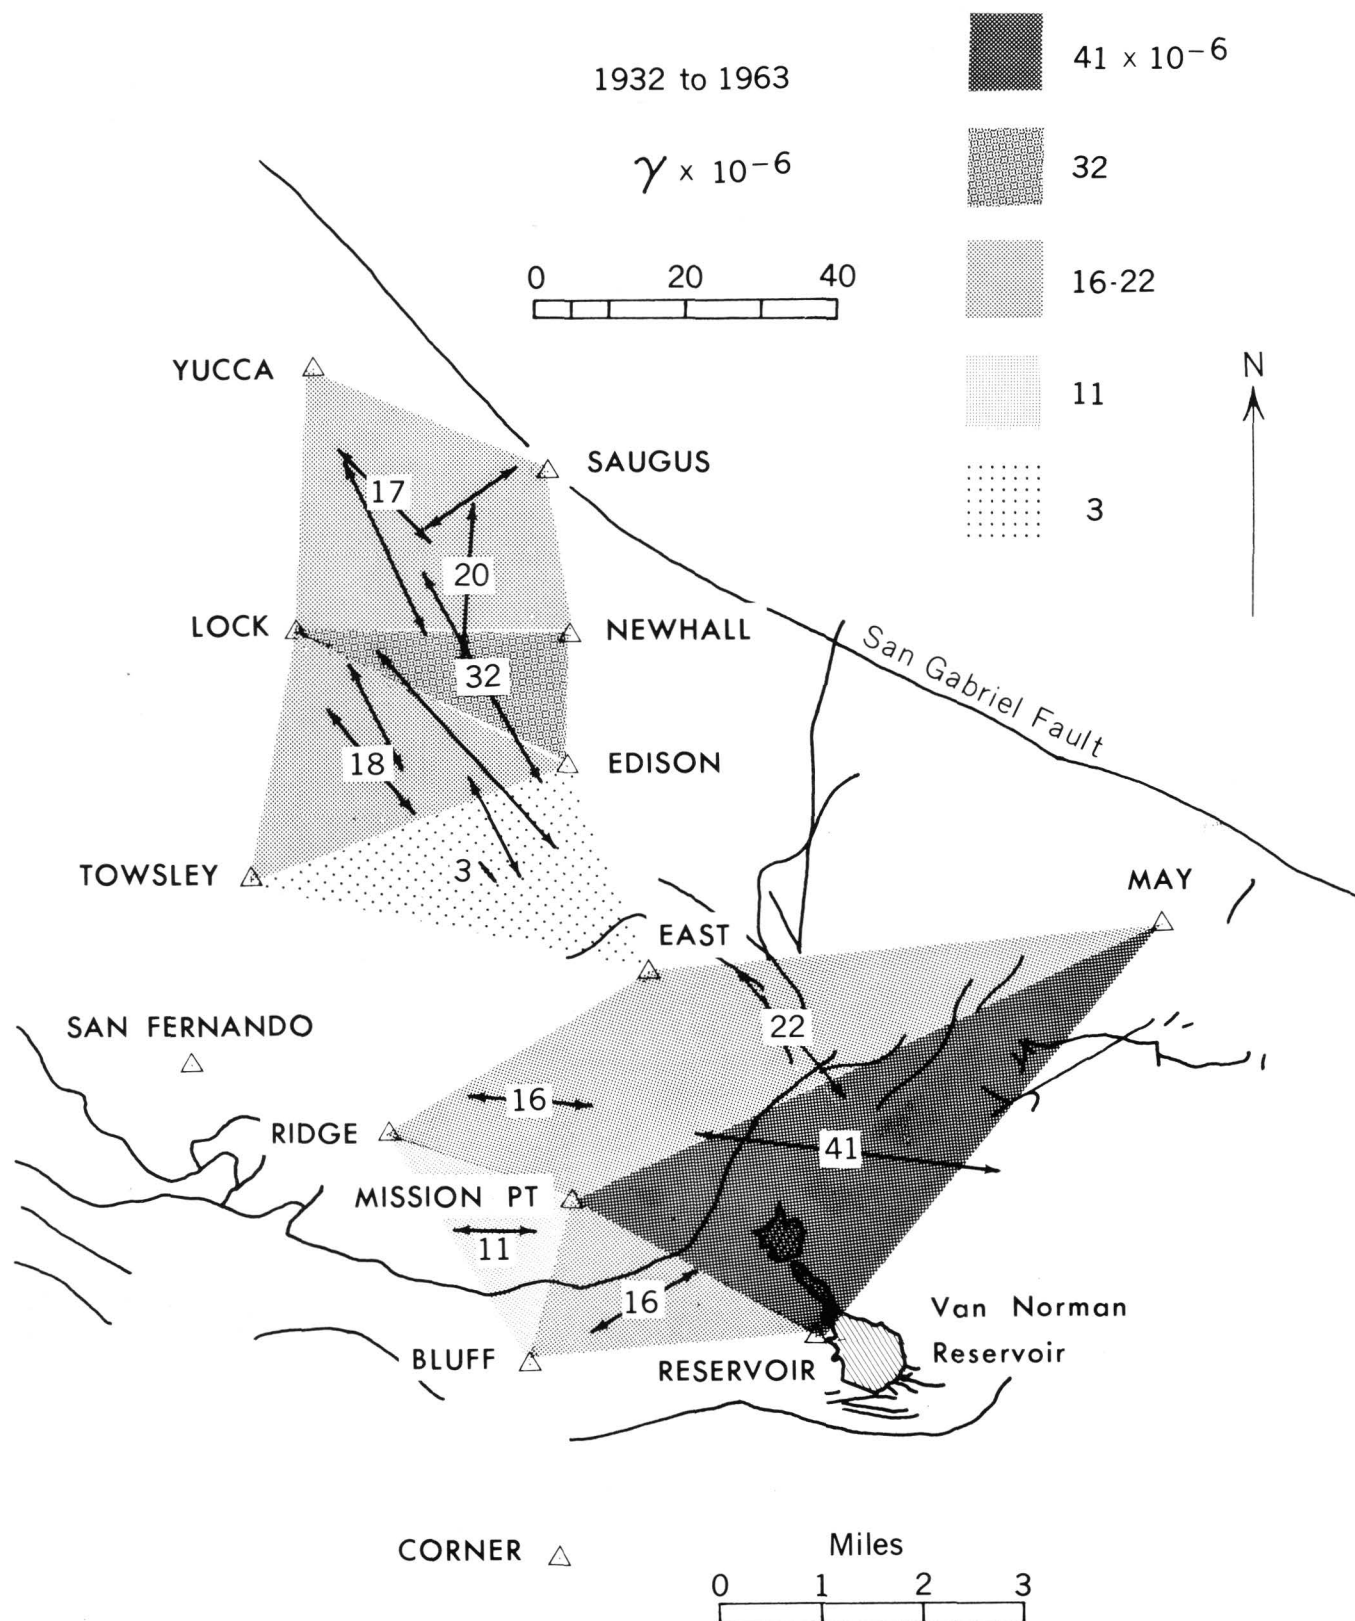 41 x 10⁻⁶
1932 to 1963
32
γ x 10⁻⁶
0 20 40
16-22
N
YUCCA
11
SAUGUS
17
3
20
LOCK
NEWHALL
San Gabriel Fault
32
18
EDISON
3
TOWSLEY
MAY
EAST
SAN FERNANDO
22
16
RIDGE
41
MISSION PT
11
16
Van Norman
Reservoir
BLUFF
RESERVOIR
CORNER
Miles
0 1 2 3